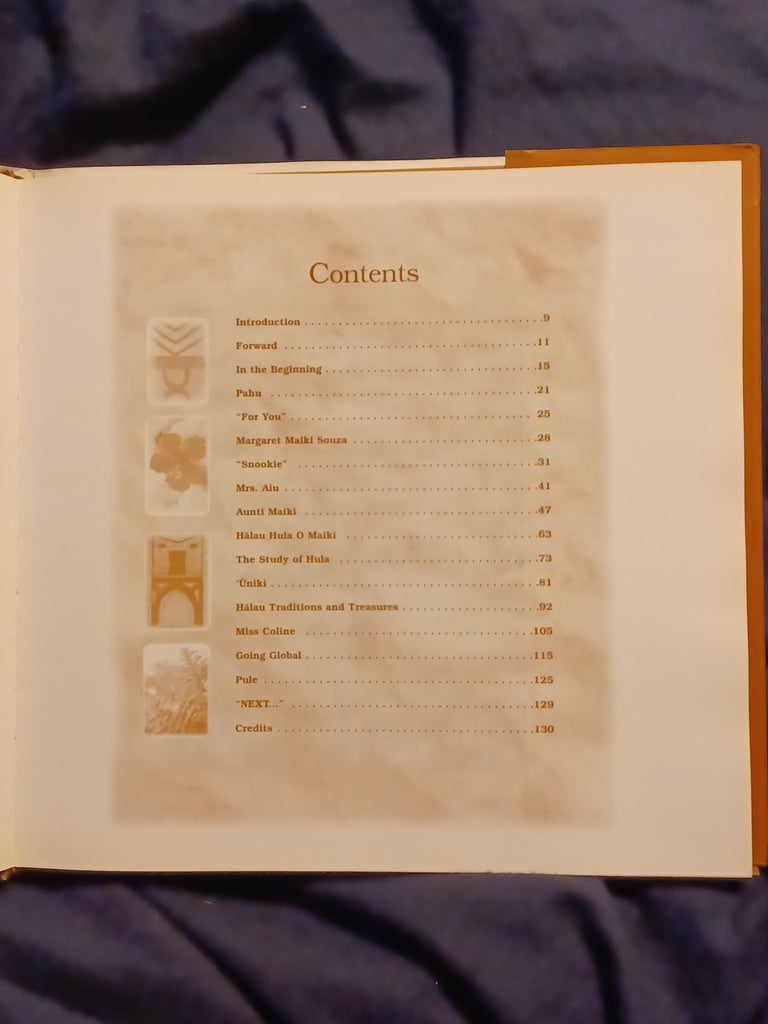 Contents
Introduction . . . . . . . . . . . . . . . . . . . . . . . . . . . . . . . . . . .9
Forward . . . . . . . . . . . . . . . . . . . . . . . . . . . . . . . . . . . . .11
In the Beginning . . . . . . . . . . . . . . . . . . . . . . . . . . . . . . .15
Pahu . . . . . . . . . . . . . . . . . . . . . . . . . . . . . . . . . . . . . . .21
"For You" . . . . . . . . . . . . . . . . . . . . . . . . . . . . . . . . . . . 25
Margaret Maiki Souza . . . . . . . . . . . . . . . . . . . . . . . . . . .28
"Snookie" . . . . . . . . . . . . . . . . . . . . . . . . . . . . . . . . . . .31
Mrs. Aiu . . . . . . . . . . . . . . . . . . . . . . . . . . . . . . . . . . . . .41
Aunti Maiki . . . . . . . . . . . . . . . . . . . . . . . . . . . . . . . . . .47
Hālau Hula O Maiki . . . . . . . . . . . . . . . . . . . . . . . . . . . .63
The Study of Hula . . . . . . . . . . . . . . . . . . . . . . . . . . . . .73
ʻŪniki . . . . . . . . . . . . . . . . . . . . . . . . . . . . . . . . . . . . . . .81
Hālau Traditions and Treasures . . . . . . . . . . . . . . . . . . . .92
Miss Coline . . . . . . . . . . . . . . . . . . . . . . . . . . . . . . . . . .105
Going Global . . . . . . . . . . . . . . . . . . . . . . . . . . . . . . . . .115
Pule . . . . . . . . . . . . . . . . . . . . . . . . . . . . . . . . . . . . . . .125
"NEXT..." . . . . . . . . . . . . . . . . . . . . . . . . . . . . . . . . . . .129
Credits . . . . . . . . . . . . . . . . . . . . . . . . . . . . . . . . . . . . .130